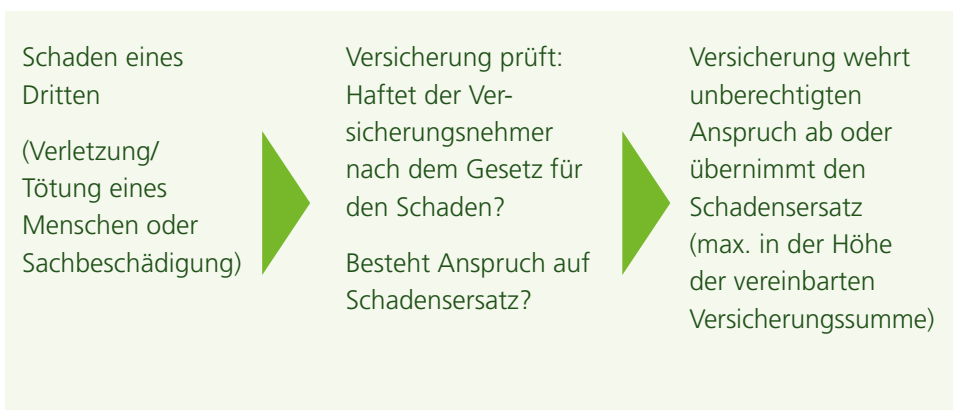 Schaden eines
Dritten
(Verletzung/
Tötung eines
Menschen oder
Sachbeschädigung)
Versicherung prüft:
Haftet der Ver-
sicherungsnehmer
nach dem Gesetz für
den Schaden?
Besteht Anspruch auf
Schadensersatz?
Versicherung wehrt
unberechtigten
Anspruch ab oder
übernimmt den
Schadensersatz
(max. in der Höhe
der vereinbarten
Versicherungssumme)